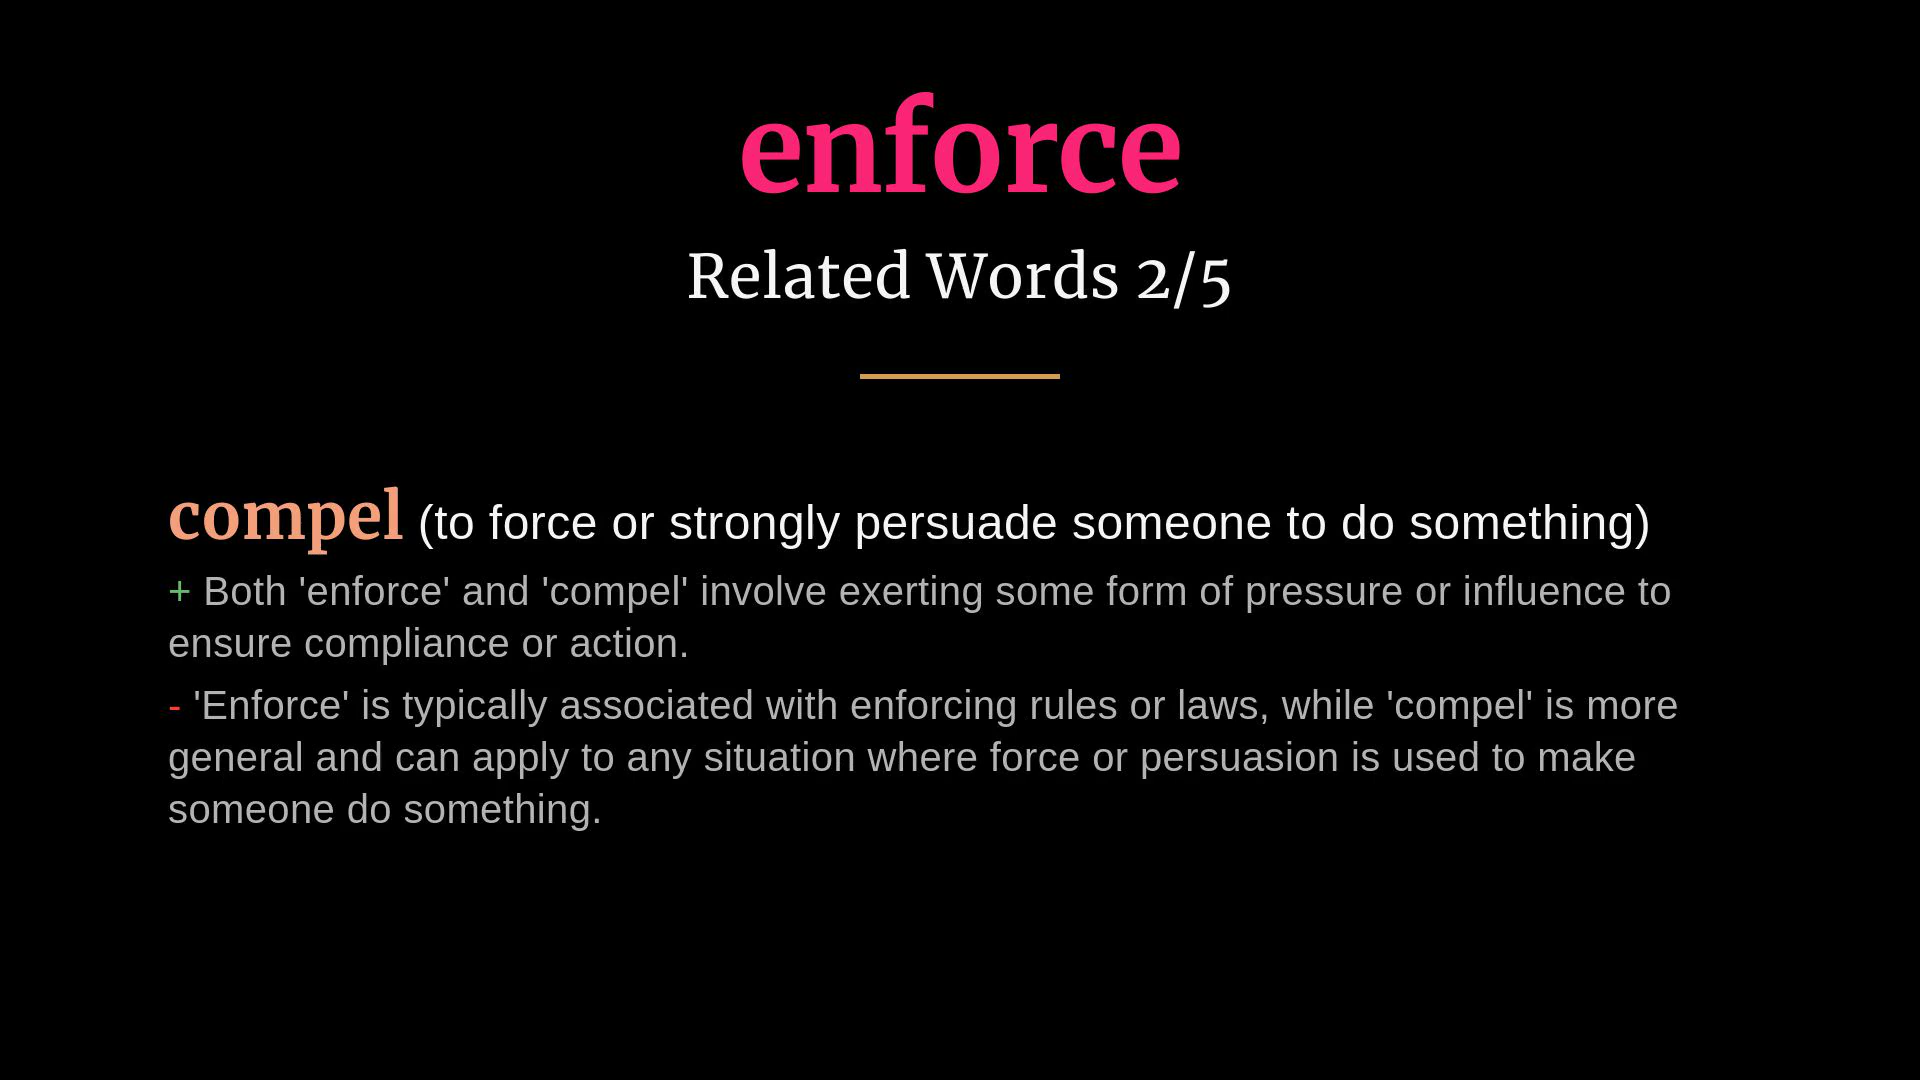 enforce
Related Words 2/5
compel (to force or strongly persuade someone to do something)
+ Both 'enforce' and 'compel' involve exerting some form of pressure or influence to
ensure compliance or action.
- 'Enforce' is typically associated with enforcing rules or laws, while 'compel' is more
general and can apply to any situation where force or persuasion is used to make
someone do something.